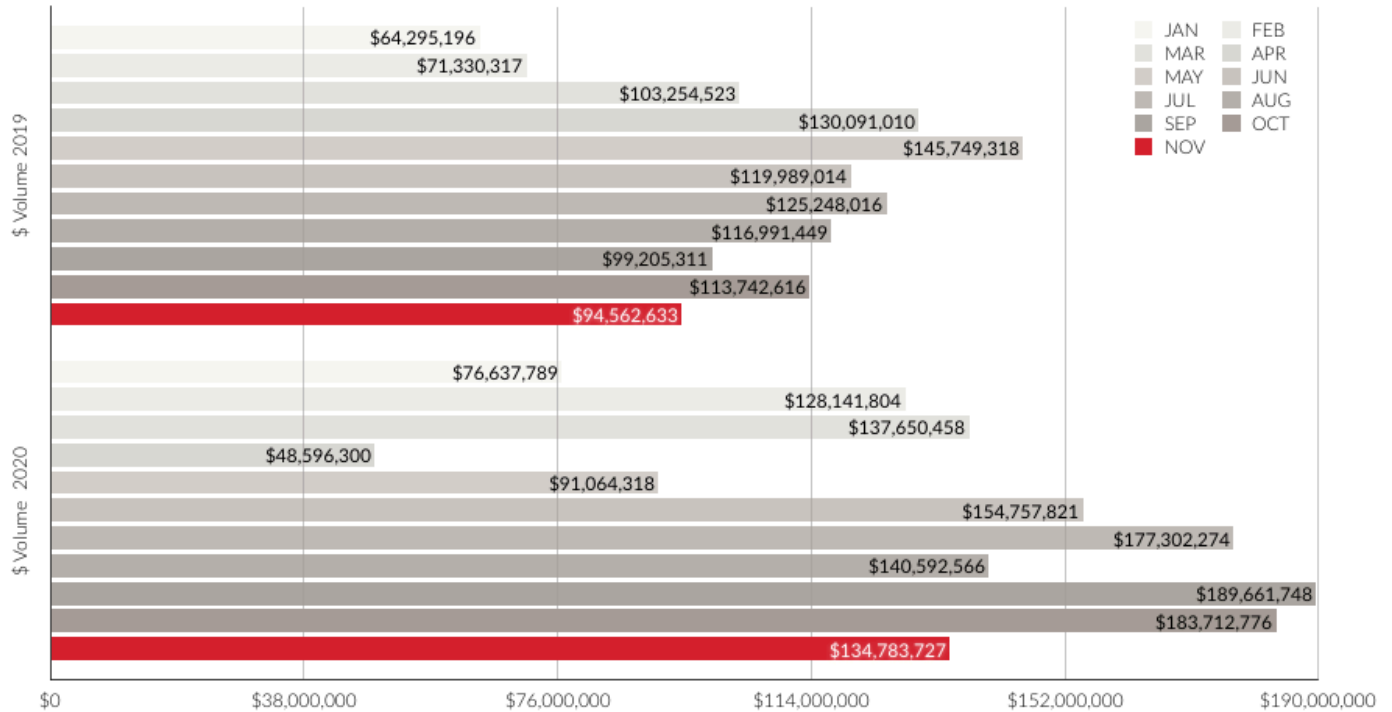 $ Volume 2019
$64,295,196
$71,330,317
$103,254,523
$130,091,010
$145,749,318
$119,989,014
$125,248,016
$116,991,449
$99,205,311
$113,742,616
$94,562,633
JAN FEB
MAR APR
MAY JUN
JUL AUG
SEP OCT
NOV
$ Volume 2020
$76,637,789
$128,141,804
$137,650,458
$48,596,300
$91,064,318
$154,757,821
$177,302,274
$140,592,566
$189,661,748
$183,712,776
$134,783,727
$0 $38,000,000 $76,000,000 $114,000,000 $152,000,000 $190,000,000